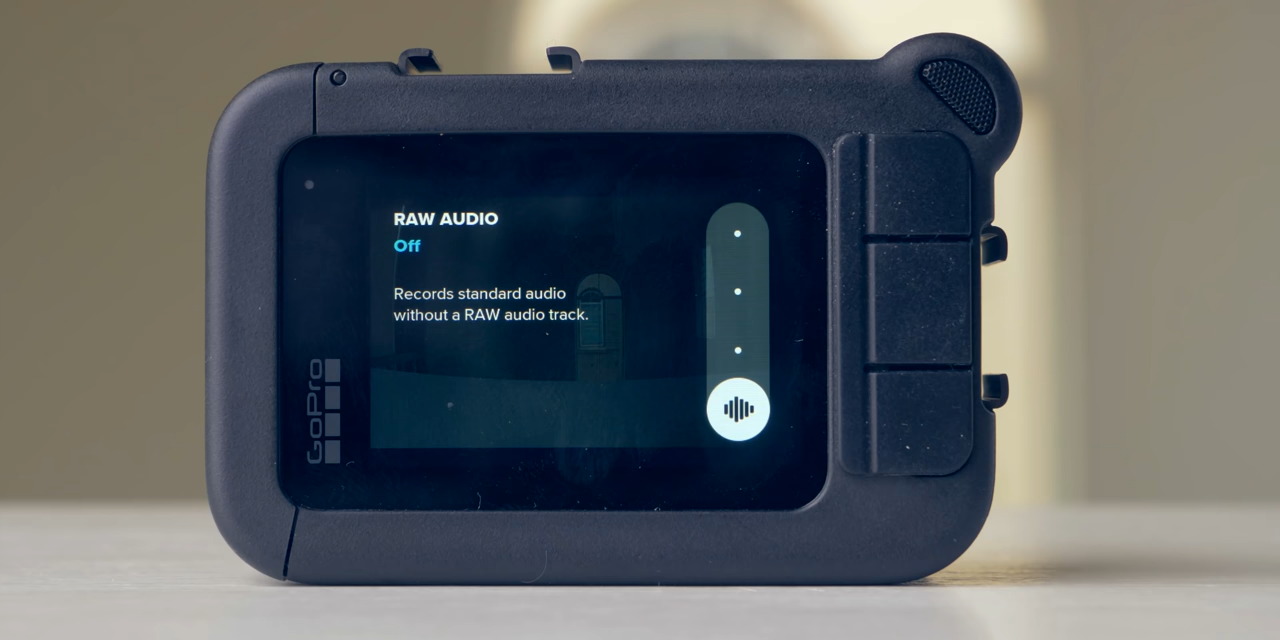 RAW AUDIO
Off
Records standard audio
without a RAW audio track.
GoPro